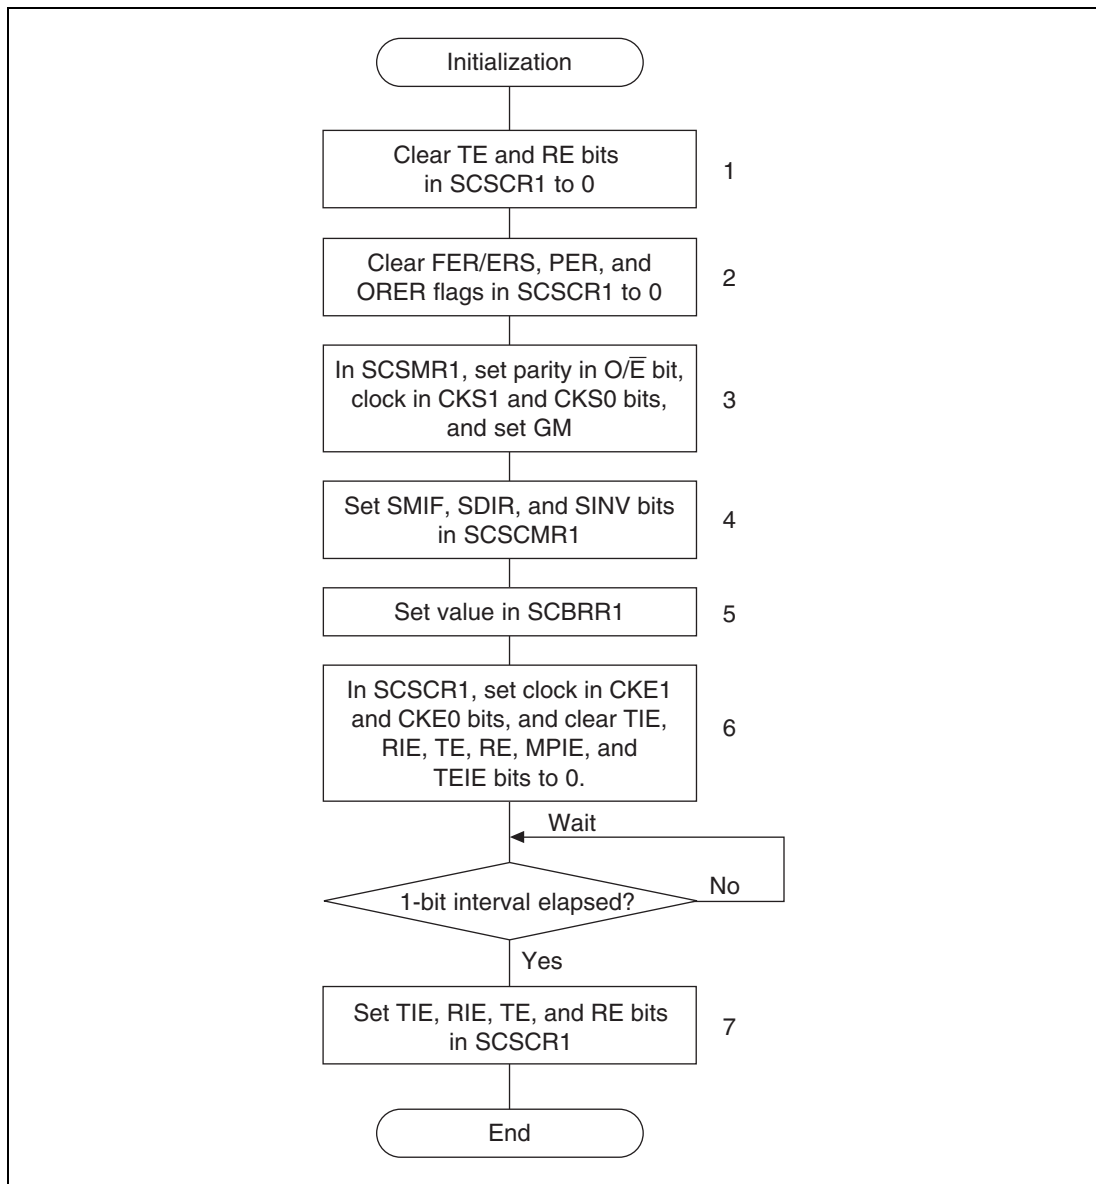 Initialization
Clear TE and RE bits
in SCSCR1 to 0
1
Clear FER/ERS, PER, and
ORER flags in SCSCR1 to 0
2
In SCSMR1, set parity in O/E̅ bit,
clock in CKS1 and CKS0 bits,
and set GM
3
Set SMIF, SDIR, and SINV bits
in SCSCMR1
4
Set value in SCBRR1
5
In SCSCR1, set clock in CKE1
and CKE0 bits, and clear TIE,
RIE, TE, RE, MPIE, and
TEIE bits to 0.
6
Wait
1-bit interval elapsed?
No
Yes
Set TIE, RIE, TE, and RE bits
in SCSCR1
7
End